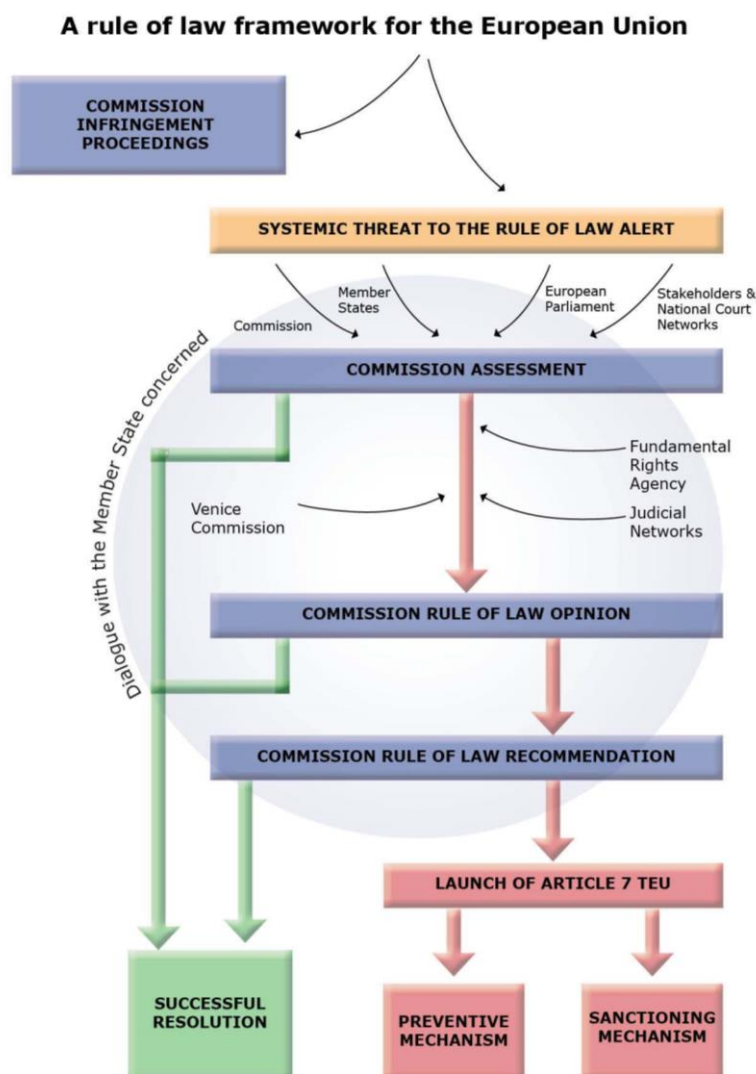 A rule of law framework for the European Union
COMMISSION
INFRINGEMENT
PROCEEDINGS
SYSTEMIC THREAT TO THE RULE OF LAW ALERT
Commission
Member
States
European
Parliament
Stakeholders &
National Court
Networks
COMMISSION ASSESSMENT
Dialogue with the Member State concerned
Fundamental
Rights
Agency
Venice
Commission
Judicial
Networks
COMMISSION RULE OF LAW OPINION
COMMISSION RULE OF LAW RECOMMENDATION
LAUNCH OF ARTICLE 7 TEU
SUCCESSFUL
RESOLUTION
PREVENTIVE
MECHANISM
SANCTIONING
MECHANISM